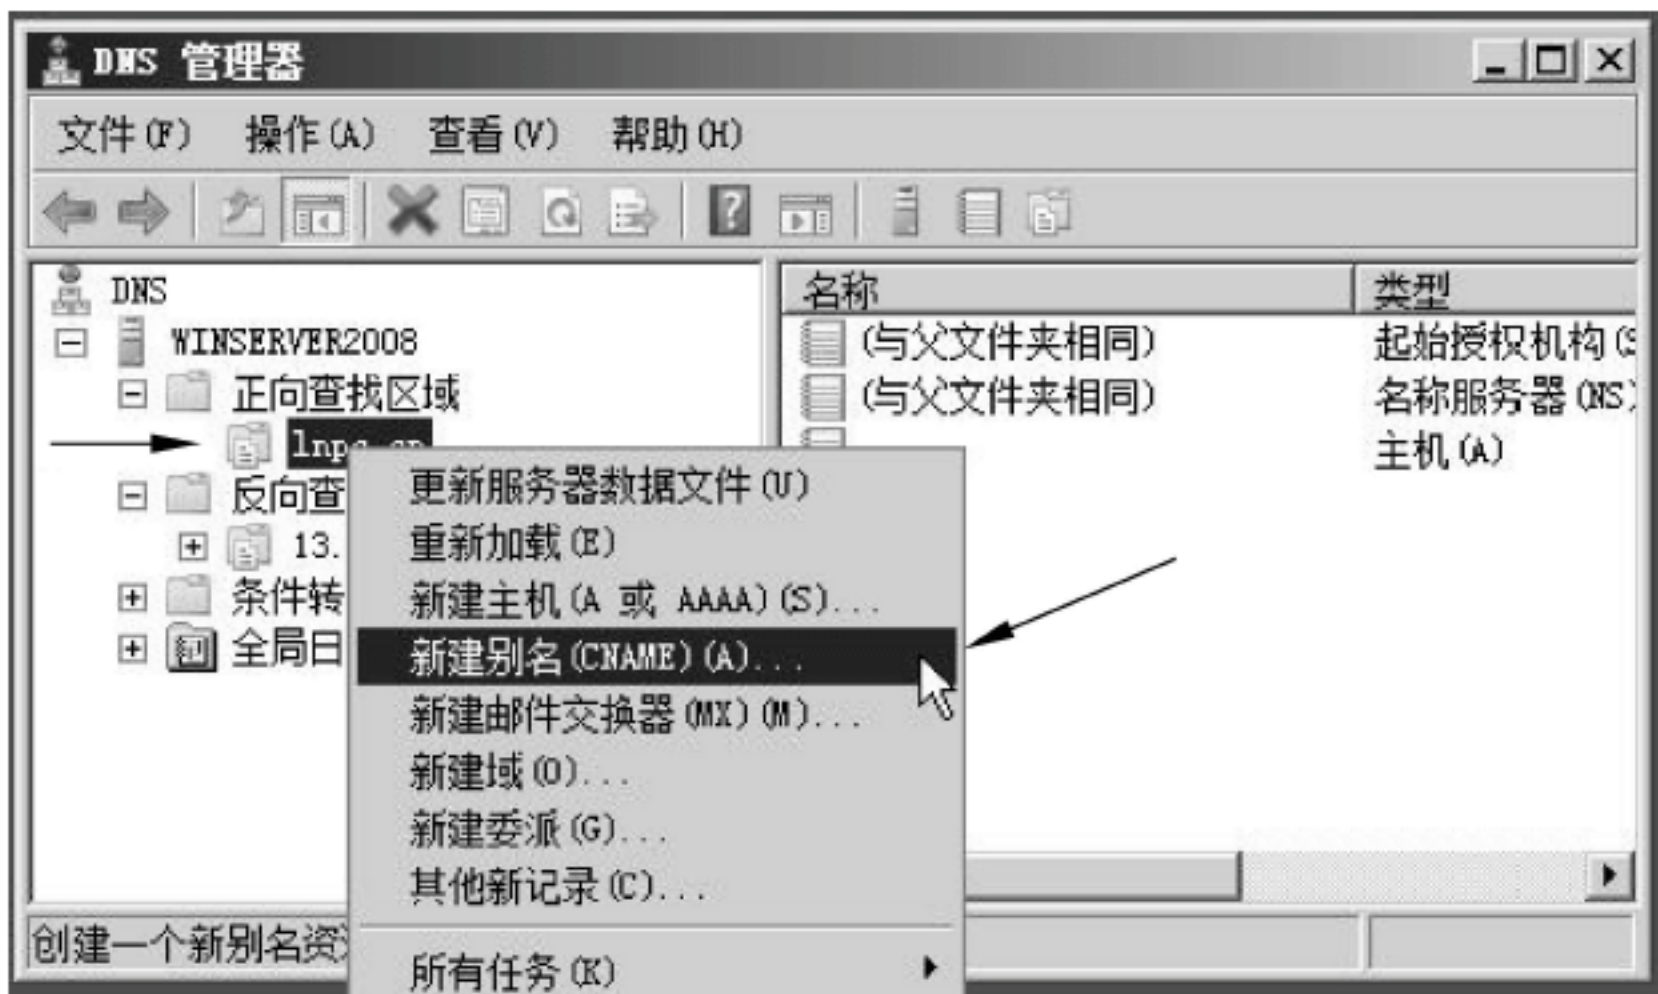 DNS 管理器
文件(F) 操作(A) 查看(V) 帮助(H)
DNS
WINSERVER2008
正向查找区域
反向查
13.
条件转
全局日
名称 类型
(与父文件夹相同) 起始授权机构(S
(与父文件夹相同) 名称服务器(NS)
主机(A)
更新服务器数据文件(U)
重新加载(E)
新建主机(A 或 AAAA)(S)...
新建别名(CNAME)(A)...
新建邮件交换器(MX)(M)...
新建域(O)...
新建委派(G)...
其他新记录(C)...
所有任务(K)
创建一个新别名资